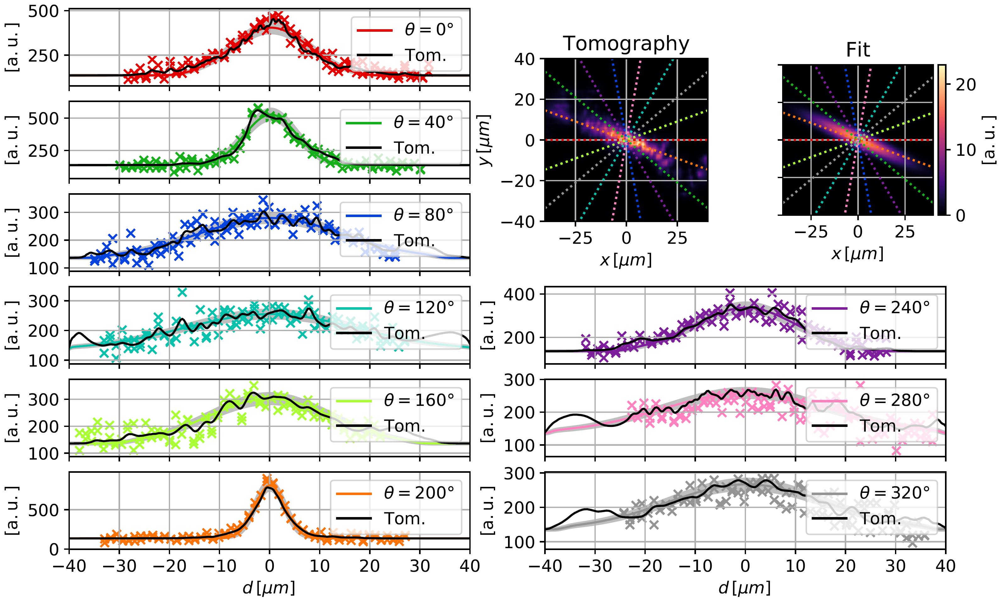 500
250
[a. u.]
θ = 0°
Tom.
500
250
[a. u.]
θ = 40°
Tom.
300
200
100
[a. u.]
θ = 80°
Tom.
Tomography
40
20
0
−20
−40
y [μm]
−25 0 25
x [μm]
Fit
−25 0 25
x [μm]
20
10
0
[a. u.]
300
200
100
[a. u.]
θ = 120°
Tom.
400
200
[a. u.]
θ = 240°
Tom.
300
200
100
[a. u.]
θ = 160°
Tom.
300
200
100
[a. u.]
θ = 280°
Tom.
500
0
[a. u.]
θ = 200°
Tom.
−40 −30 −20 −10 0 10 20 30 40
d [μm]
300
200
100
[a. u.]
θ = 320°
Tom.
−40 −30 −20 −10 0 10 20 30 40
d [μm]